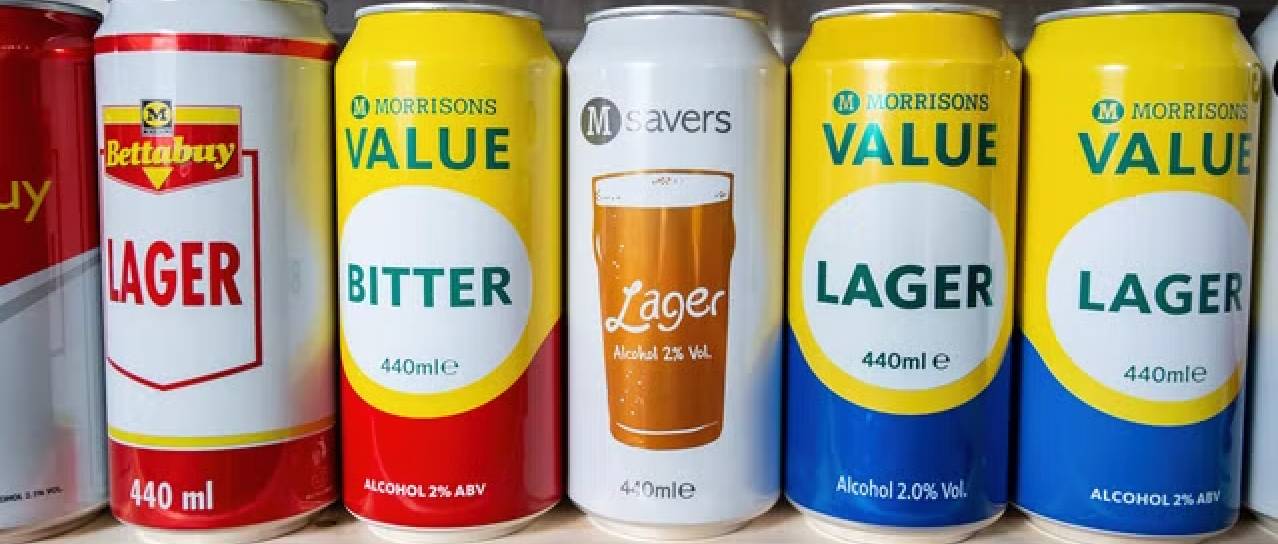 uy
M
Bettabuy
LAGER
440 ml
M MORRISONS
VALUE
BITTER
440ml℮
ALCOHOL 2% ABV
M savers
Lager
Alcohol 2% Vol.
440ml℮
M MORRISONS
VALUE
LAGER
440ml ℮
Alcohol 2.0% Vol.
M MORRISONS
VALUE
LAGER
440ml℮
ALCOHOL 2% ABV